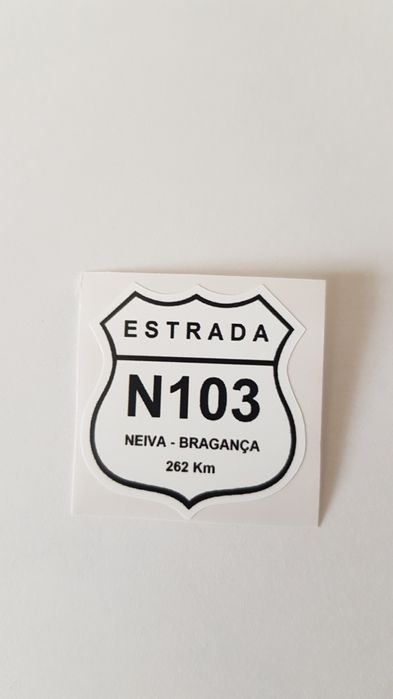 ESTRADA
N103
NEIVA - BRAGANÇA
262 Km